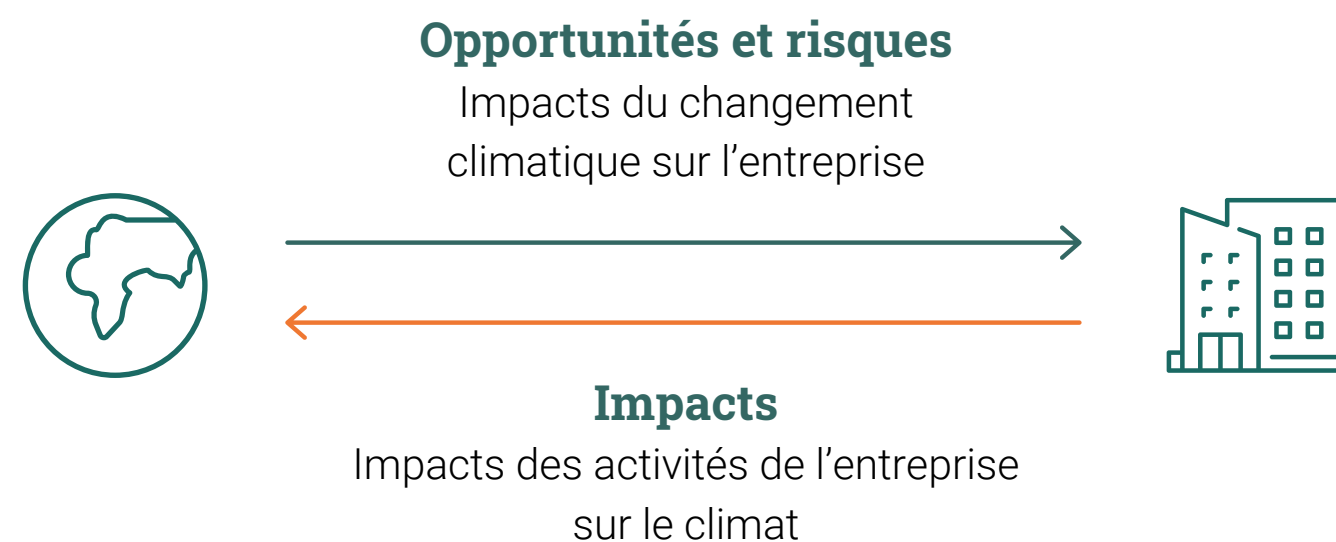 Opportunités et risques
Impacts du changement
climatique sur l’entreprise
Impacts
Impacts des activités de l’entreprise
sur le climat